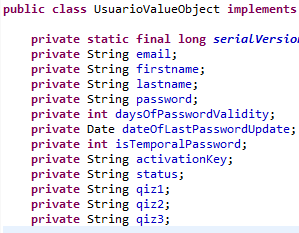 public class UsuarioValueObject implements
private static final long serialVersio
private String email;
private String firstname;
private String lastname;
private String password;
private int daysOfPasswordValidity;
private Date dateOfLastPasswordUpdate;
private int isTemporalPassword;
private String activationKey;
private String status;
private String qiz1;
private String qiz2;
private String qiz3;